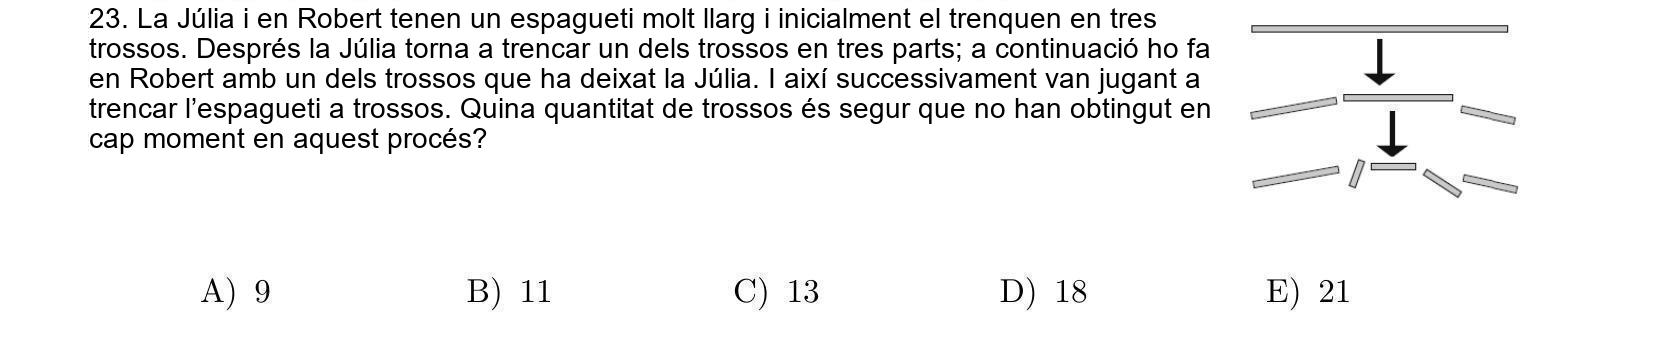 23. La Júlia i en Robert tenen un espagueti molt llarg i inicialment el trenquen en tres
trossos. Després la Júlia torna a trencar un dels trossos en tres parts; a continuació ho fa
en Robert amb un dels trossos que ha deixat la Júlia. I així successivament van jugant a
trencar l’espagueti a trossos. Quina quantitat de trossos és segur que no han obtingut en
cap moment en aquest procés?
A) 9 B) 11 C) 13 D) 18 E) 21